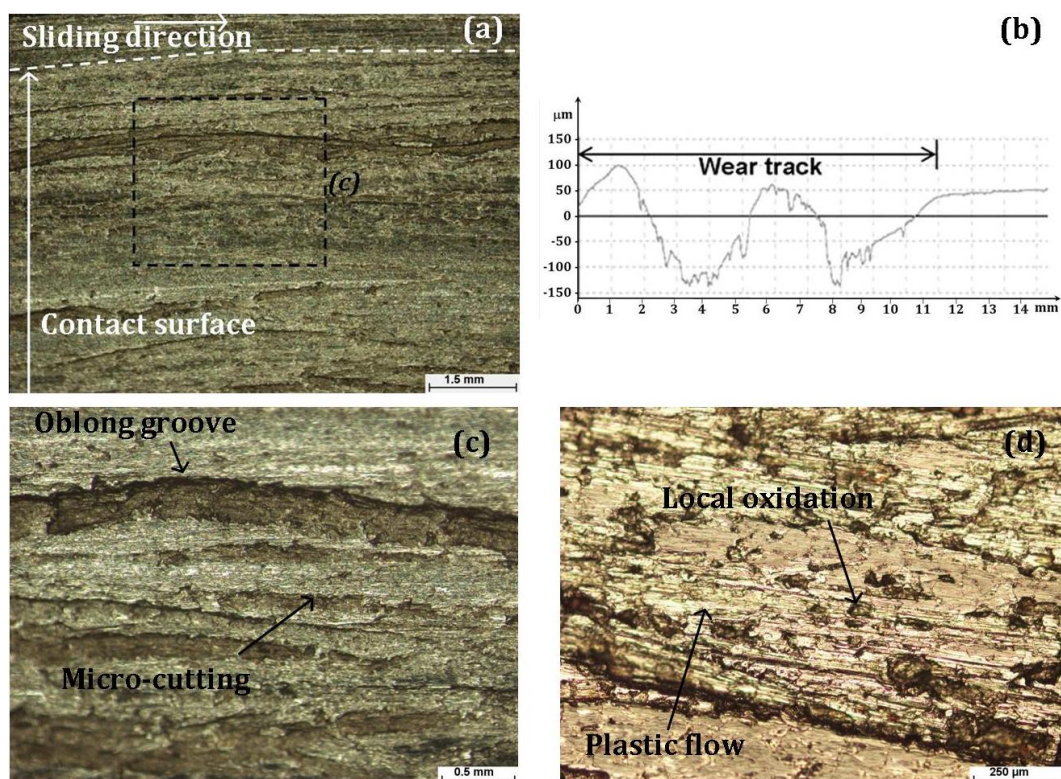 Sliding direction
(a)
(c)
Contact surface
1.5 mm
(b)
µm
150
Wear track
100
50
0
-50
-100
-150
0 1 2 3 4 5 6 7 8 9 10 11 12 13 14 mm
Oblong groove
(c)
Micro-cutting
0.5 mm
(d)
Local oxidation
Plastic flow
250 µm